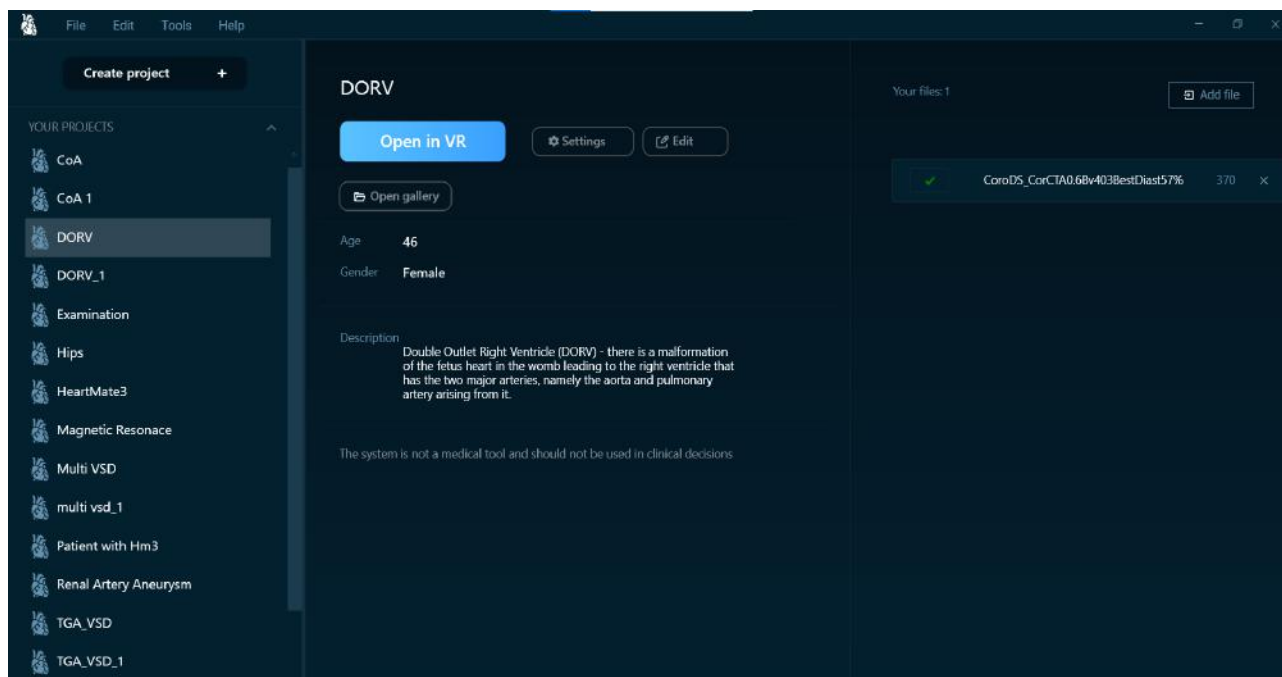 File Edit Tools Help
Create project +
YOUR PROJECTS
CoA
CoA 1
DORV
DORV_1
Examination
Hips
HeartMate3
Magnetic Resonace
Multi VSD
multi vsd_1
Patient with Hm3
Renal Artery Aneurysm
TGA_VSD
TGA_VSD_1
DORV
Open in VR
Settings
Edit
Open gallery
Age 46
Gender Female
Description
Double Outlet Right Ventricle (DORV) - there is a malformation
of the fetus heart in the womb leading to the right ventricle that
has the two major arteries, namely the aorta and pulmonary
artery arising from it.
The system is not a medical tool and should not be used in clinical decisions
Your files: 1
Add file
CoroDS_CorCTA0.6Bv403BestDiast57% 370